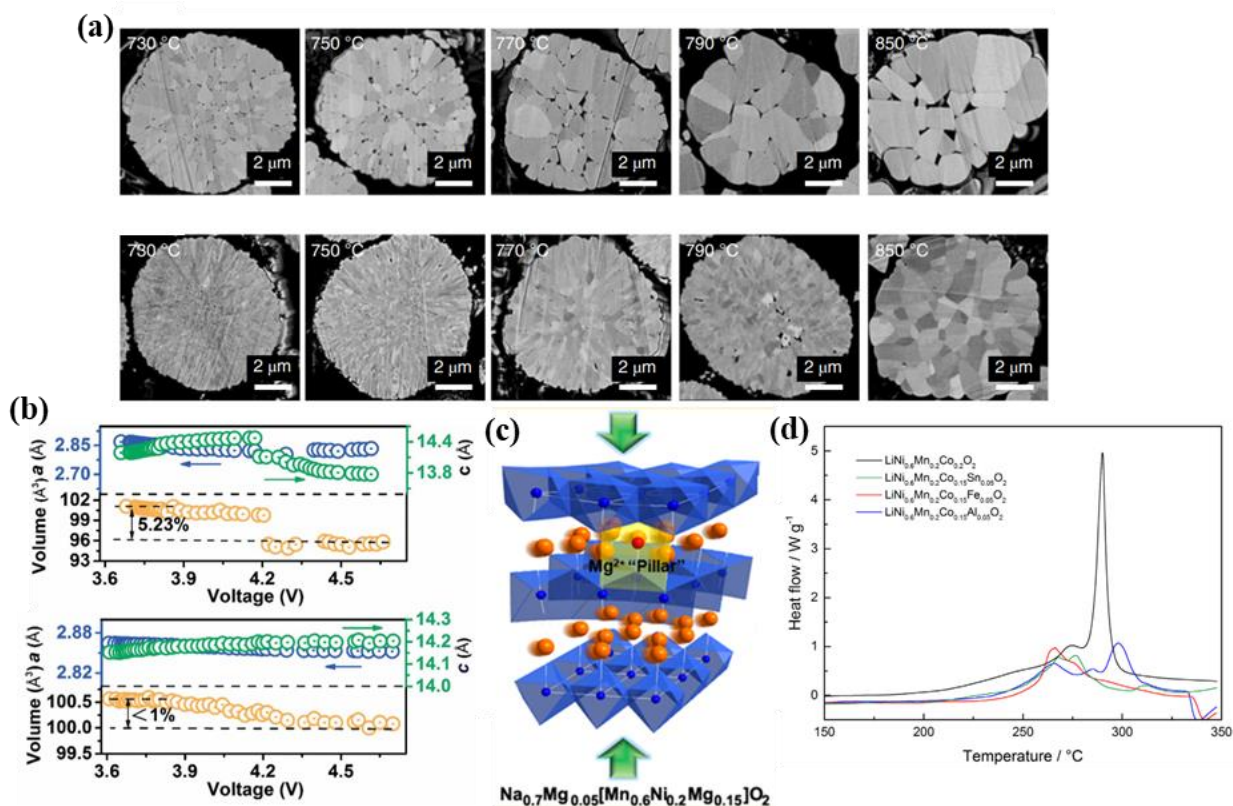 (a)
730 °C 750 °C 770 °C 790 °C 850 °C
2 μm 2 μm 2 μm 2 μm 2 μm
730 °C 750 °C 770 °C 790 °C 850 °C
2 μm 2 μm 2 μm 2 μm 2 μm
(b)
Volume (Å³) a (Å)
2.85
2.70
102
99
96
93
5.23%
14.4
13.8
c (Å)
3.6 3.9 4.2 4.5
Voltage (V)
Volume (Å³) a (Å)
2.88
2.82
100.5
100.0
99.5
<1%
14.3
14.2
14.1
14.0
c (Å)
3.6 3.9 4.2 4.5
Voltage (V)
(c)
Mg²⁺ “Pillar”
Na₀.₇Mg₀.₀₅[Mn₀.₆Ni₀.₂Mg₀.₁₅]O₂
(d)
Heat flow / W g⁻¹
5
4
3
2
1
0
LiNi₀.₆Mn₀.₂Co₀.₂O₂
LiNi₀.₆Mn₀.₂Co₀.₁₅Sn₀.₀₅O₂
LiNi₀.₆Mn₀.₂Co₀.₁₅Fe₀.₀₅O₂
LiNi₀.₆Mn₀.₂Co₀.₁₅Al₀.₀₅O₂
150 200 250 300 350
Temperature / °C